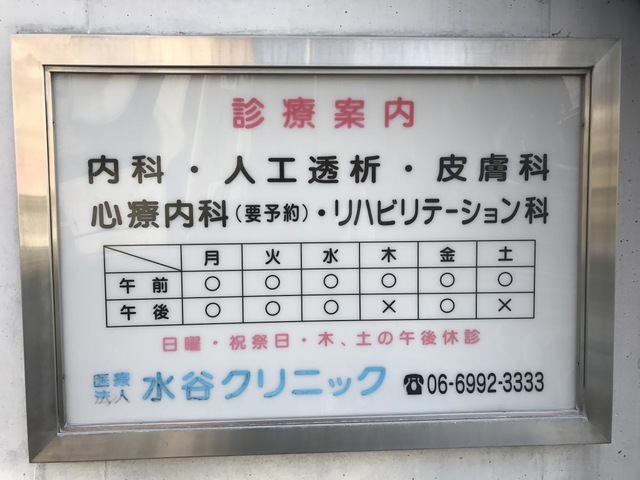 診療案内
内科・人工透析・皮膚科
心療内科(要予約)・リハビリテーション科
月 火 水 木 金 土
午前 ○ ○ ○ ○ ○ ○
午後 ○ ○ ○ × ○ ×
日曜・祝祭日・木、土の午後休診
医療法人 水谷クリニック ☎06-6992-3333